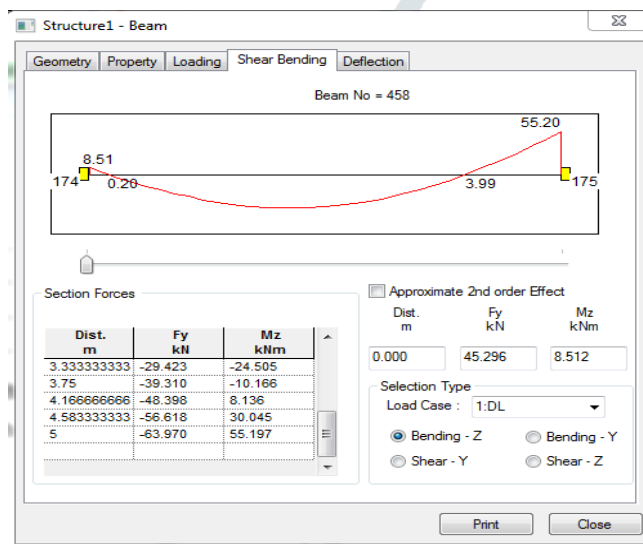 Structure1 - Beam
Geometry Property Loading Shear Bending Deflection
Beam No = 458
55.20
8.51
174 0.20 3.99 175
Section Forces
Dist. m Fy kN Mz kNm
3.333333333 -29.423 -24.505
3.75 -39.310 -10.166
4.166666666 -48.398 8.136
4.583333333 -56.618 30.045
5 -63.970 55.197
Approximate 2nd order Effect
Dist. m Fy kN Mz kNm
0.000 45.296 8.512
Selection Type
Load Case : 1:DL
Bending - Z Bending - Y
Shear - Y Shear - Z
Print Close